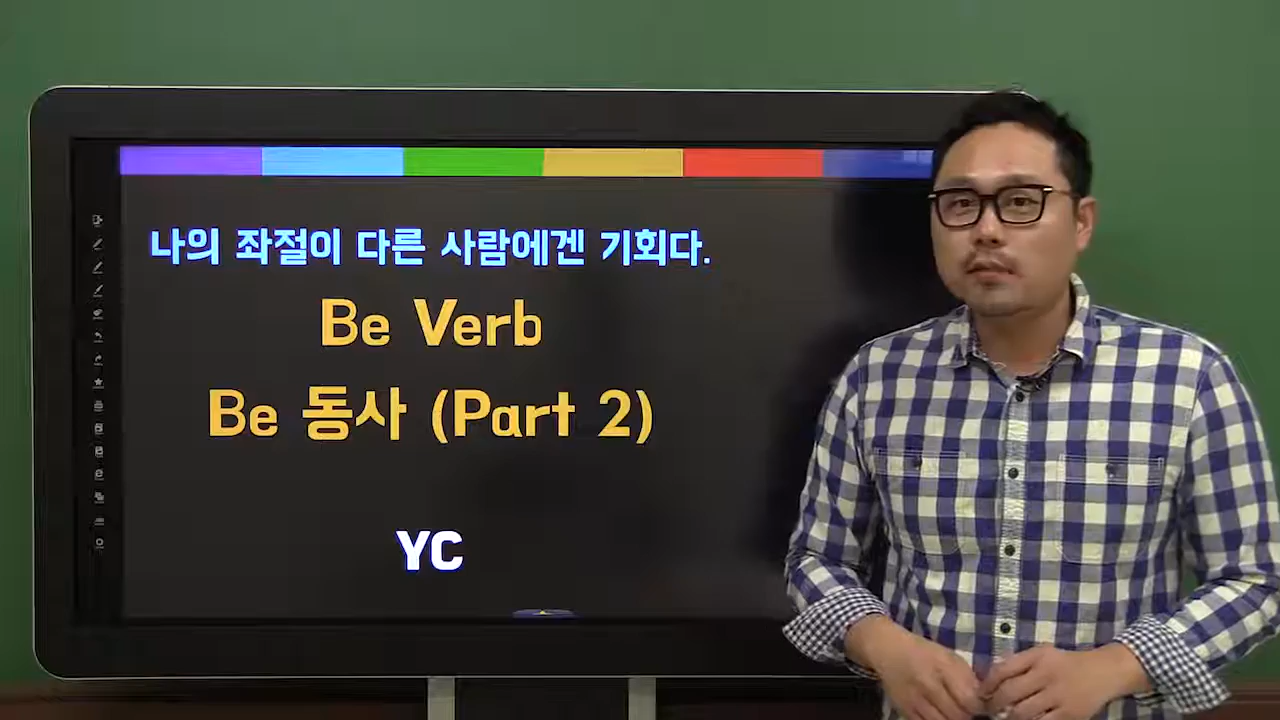 나의 좌절이 다른 사람에겐 기회다.
Be Verb
Be 동사 (Part 2)
YC